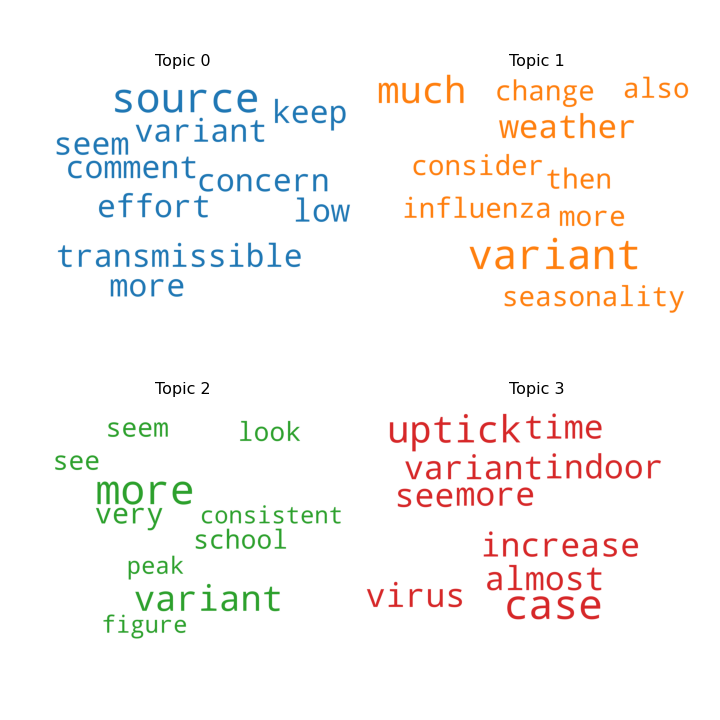 Topic 0
source
keep
variant
seem
comment
concern
effort
low
transmissible
more
Topic 1
much
change
also
weather
consider
then
influenza
more
variant
seasonality
Topic 2
seem
look
see
more
very
consistent
school
peak
variant
figure
Topic 3
uptick
time
variant
indoor
see
more
increase
almost
virus
case